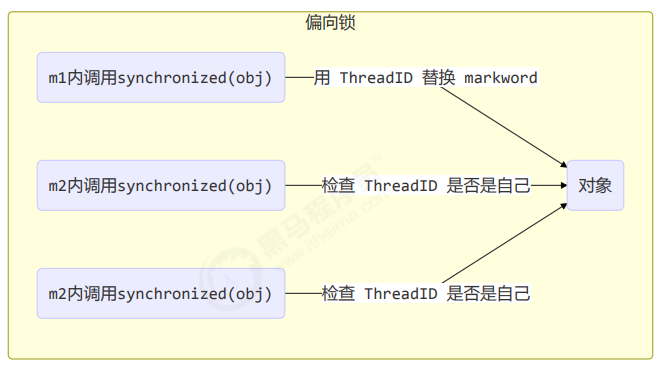 偏向锁
m1内调用synchronized(obj)
用 ThreadID 替换 markword
m2内调用synchronized(obj)
检查 ThreadID 是否是自己
对象
m2内调用synchronized(obj)
检查 ThreadID 是否是自己
黑马程序员
www.itheima.com